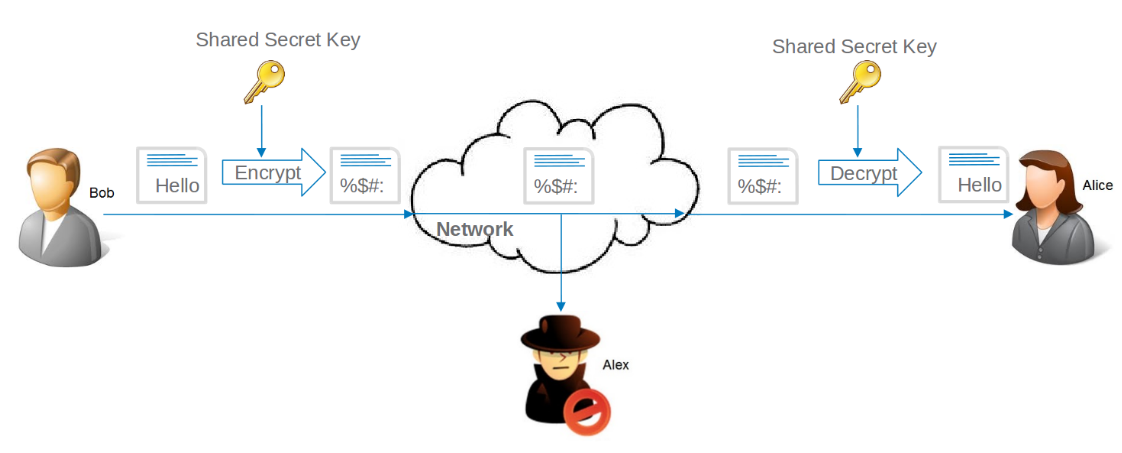 Shared Secret Key
Shared Secret Key
Bob
Hello
Encrypt
%$#:
%$#:
%$#:
Decrypt
Hello
Alice
Network
Alex